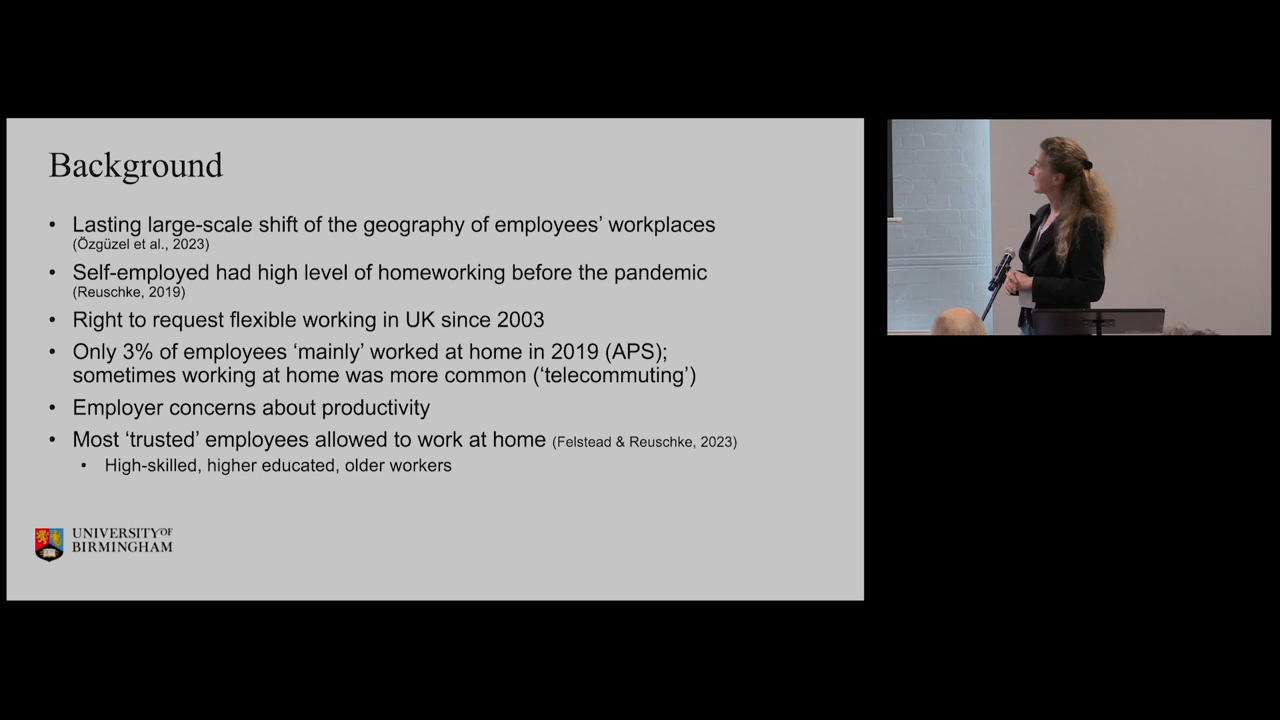 Background
• Lasting large-scale shift of the geography of employees’ workplaces
(Özgüzel et al., 2023)
• Self-employed had high level of homeworking before the pandemic
(Reuschke, 2019)
• Right to request flexible working in UK since 2003
• Only 3% of employees ‘mainly’ worked at home in 2019 (APS);
sometimes working at home was more common (‘telecommuting’)
• Employer concerns about productivity
• Most ‘trusted’ employees allowed to work at home (Felstead & Reuschke, 2023)
• High-skilled, higher educated, older workers
UNIVERSITY OF
BIRMINGHAM